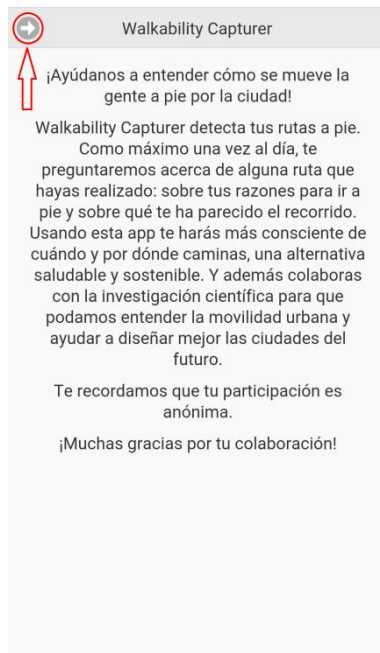 Walkability Capturer
¡Ayúdanos a entender cómo se mueve la
gente a pie por la ciudad!
Walkability Capturer detecta tus rutas a pie.
Como máximo una vez al día, te
preguntaremos acerca de alguna ruta que
hayas realizado: sobre tus razones para ir a
pie y sobre qué te ha parecido el recorrido.
Usando esta app te harás más consciente de
cuándo y por dónde caminas, una alternativa
saludable y sostenible. Y además colaboras
con la investigación científica para que
podamos entender la movilidad urbana y
ayudar a diseñar mejor las ciudades del
futuro.
Te recordamos que tu participación es
anónima.
¡Muchas gracias por tu colaboración!